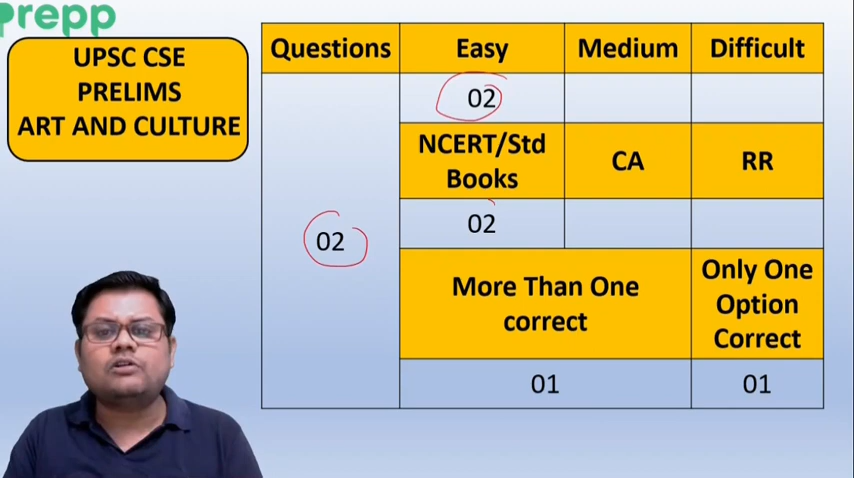 Prepp
UPSC CSE
PRELIMS
ART AND CULTURE
Questions Easy Medium Difficult
02
NCERT/Std
Books
CA RR
02
02
More Than One
correct
Only One
Option
Correct
01 01